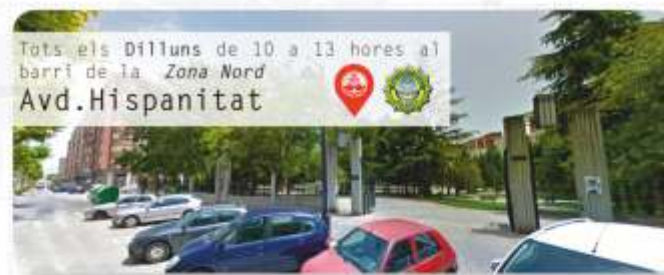 Tots els Dilluns de 10 a 13 hores al
barri de la Zona Nord
Avd.Hispanitat